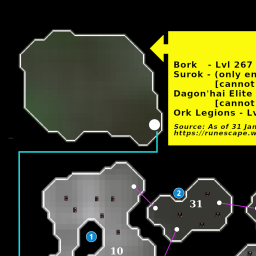 Bork - Lvl 267
Surok - (only en
[cannot
Dagon'hai Elite
[cannot
Ork Legions - Lv
Source: As of 31 Jan
https://runescape.w
2
31
1
10